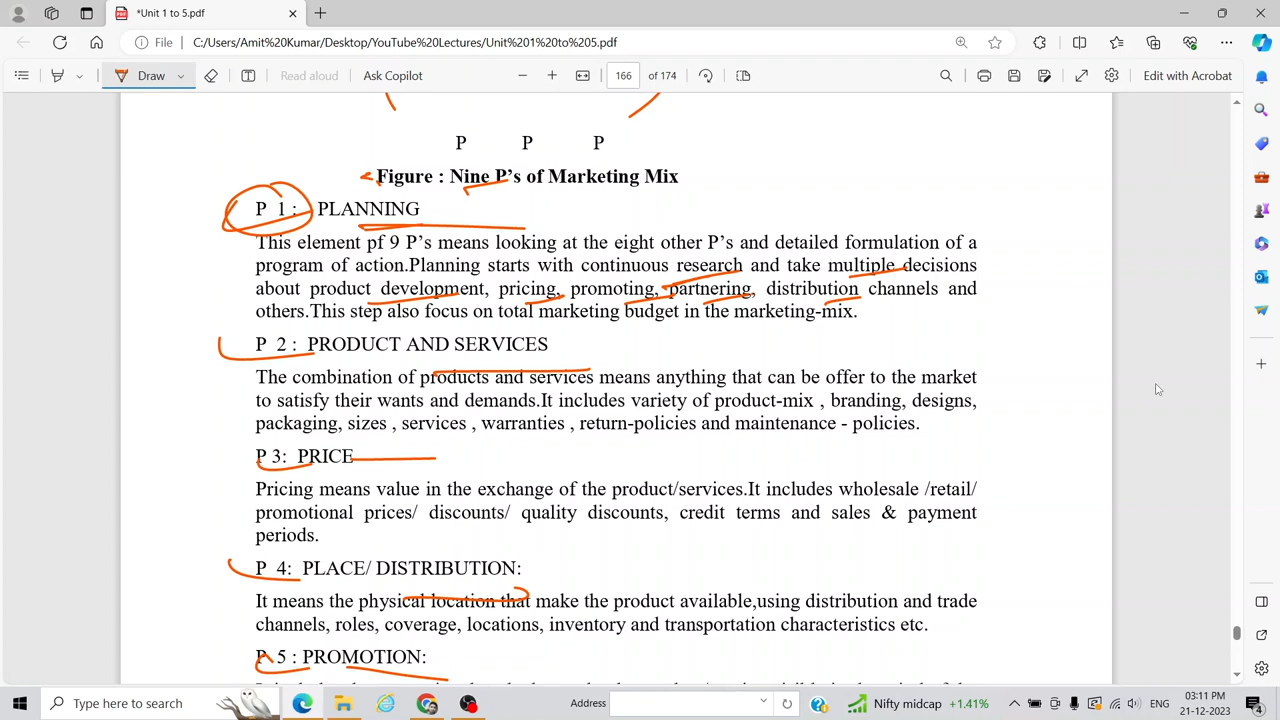 *Unit 1 to 5.pdf
File C:/Users/Amit%20Kumar/Desktop/YouTube%20Lectures/Unit%201%20to%205.pdf
Draw Read aloud Ask Copilot 166 of 174 Edit with Acrobat
P P P
Figure : Nine P's of Marketing Mix
P 1 : PLANNING
This element pf 9 P's means looking at the eight other P's and detailed formulation of a
program of action.Planning starts with continuous research and take multiple decisions
about product development, pricing, promoting, partnering, distribution channels and
others.This step also focus on total marketing budget in the marketing-mix.
P 2 : PRODUCT AND SERVICES
The combination of products and services means anything that can be offer to the market
to satisfy their wants and demands.It includes variety of product-mix , branding, designs,
packaging, sizes , services , warranties , return-policies and maintenance - policies.
P 3: PRICE
Pricing means value in the exchange of the product/services.It includes wholesale /retail/
promotional prices/ discounts/ quality discounts, credit terms and sales & payment
periods.
P 4: PLACE/ DISTRIBUTION:
It means the physical location that make the product available,using distribution and trade
channels, roles, coverage, locations, inventory and transportation characteristics etc.
P 5 : PROMOTION:
Type here to search Address Nifty midcap +1.41% ENG 03:11 PM
21-12-2023 4